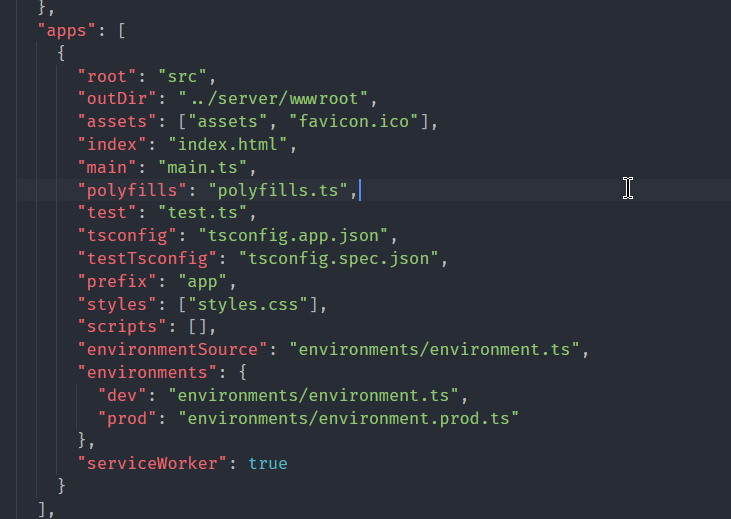 },
"apps": [
{
"root": "src",
"outDir": "../server/wwwroot",
"assets": ["assets", "favicon.ico"],
"index": "index.html",
"main": "main.ts",
"polyfills": "polyfills.ts",
"test": "test.ts",
"tsconfig": "tsconfig.app.json",
"testTsconfig": "tsconfig.spec.json",
"prefix": "app",
"styles": ["styles.css"],
"scripts": [],
"environmentSource": "environments/environment.ts",
"environments": {
"dev": "environments/environment.ts",
"prod": "environments/environment.prod.ts"
},
"serviceWorker": true
}
],